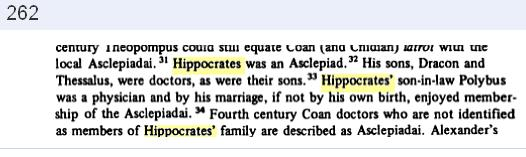 262
century Theopompus could still equate Coan (and Cnidian) iatroi with the
local Asclepiadai.³¹ Hippocrates was an Asclepiad.³² His sons, Dracon and
Thessalus, were doctors, as were their sons.³³ Hippocrates' son-in-law Polybus
was a physician and by his marriage, if not by his own birth, enjoyed member-
ship of the Asclepiadai.³⁴ Fourth century Coan doctors who are not identified
as members of Hippocrates' family are described as Asclepiadai. Alexander's